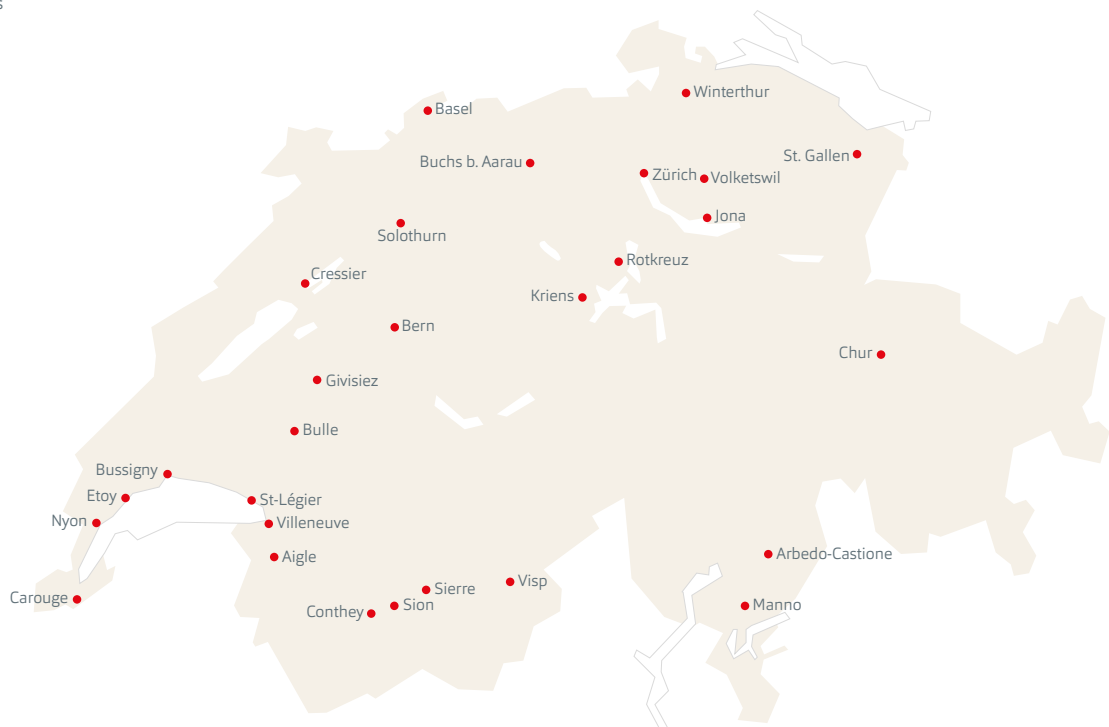 Winterthur
Basel
St. Gallen
Buchs b. Aarau
Zürich
Volketswil
Jona
Solothurn
Rotkreuz
Cressier
Kriens
Bern
Chur
Givisiez
Bulle
Bussigny
Etoy
St-Légier
Nyon
Villeneuve
Arbedo-Castione
Aigle
Visp
Sierre
Carouge
Sion
Manno
Conthey